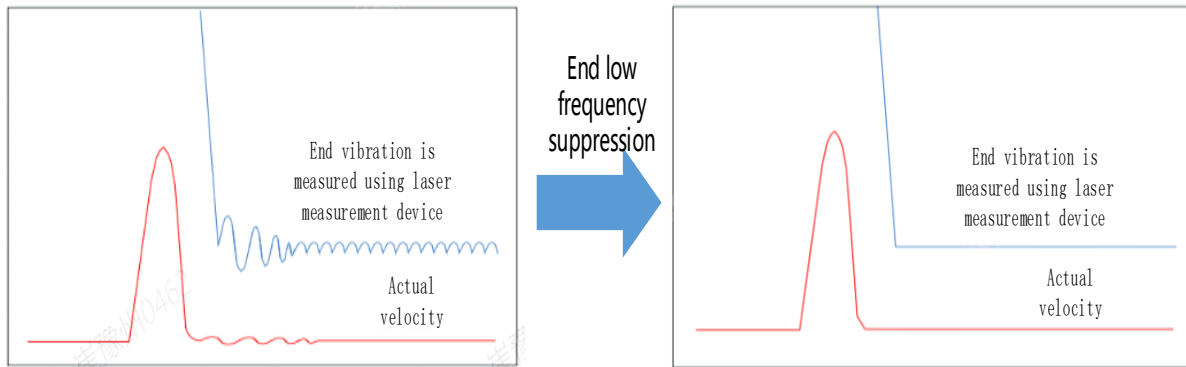 End vibration is
measured using laser
measurement device
Actual
velocity
End low
frequency
suppression
End vibration is
measured using laser
measurement device
Actual
velocity